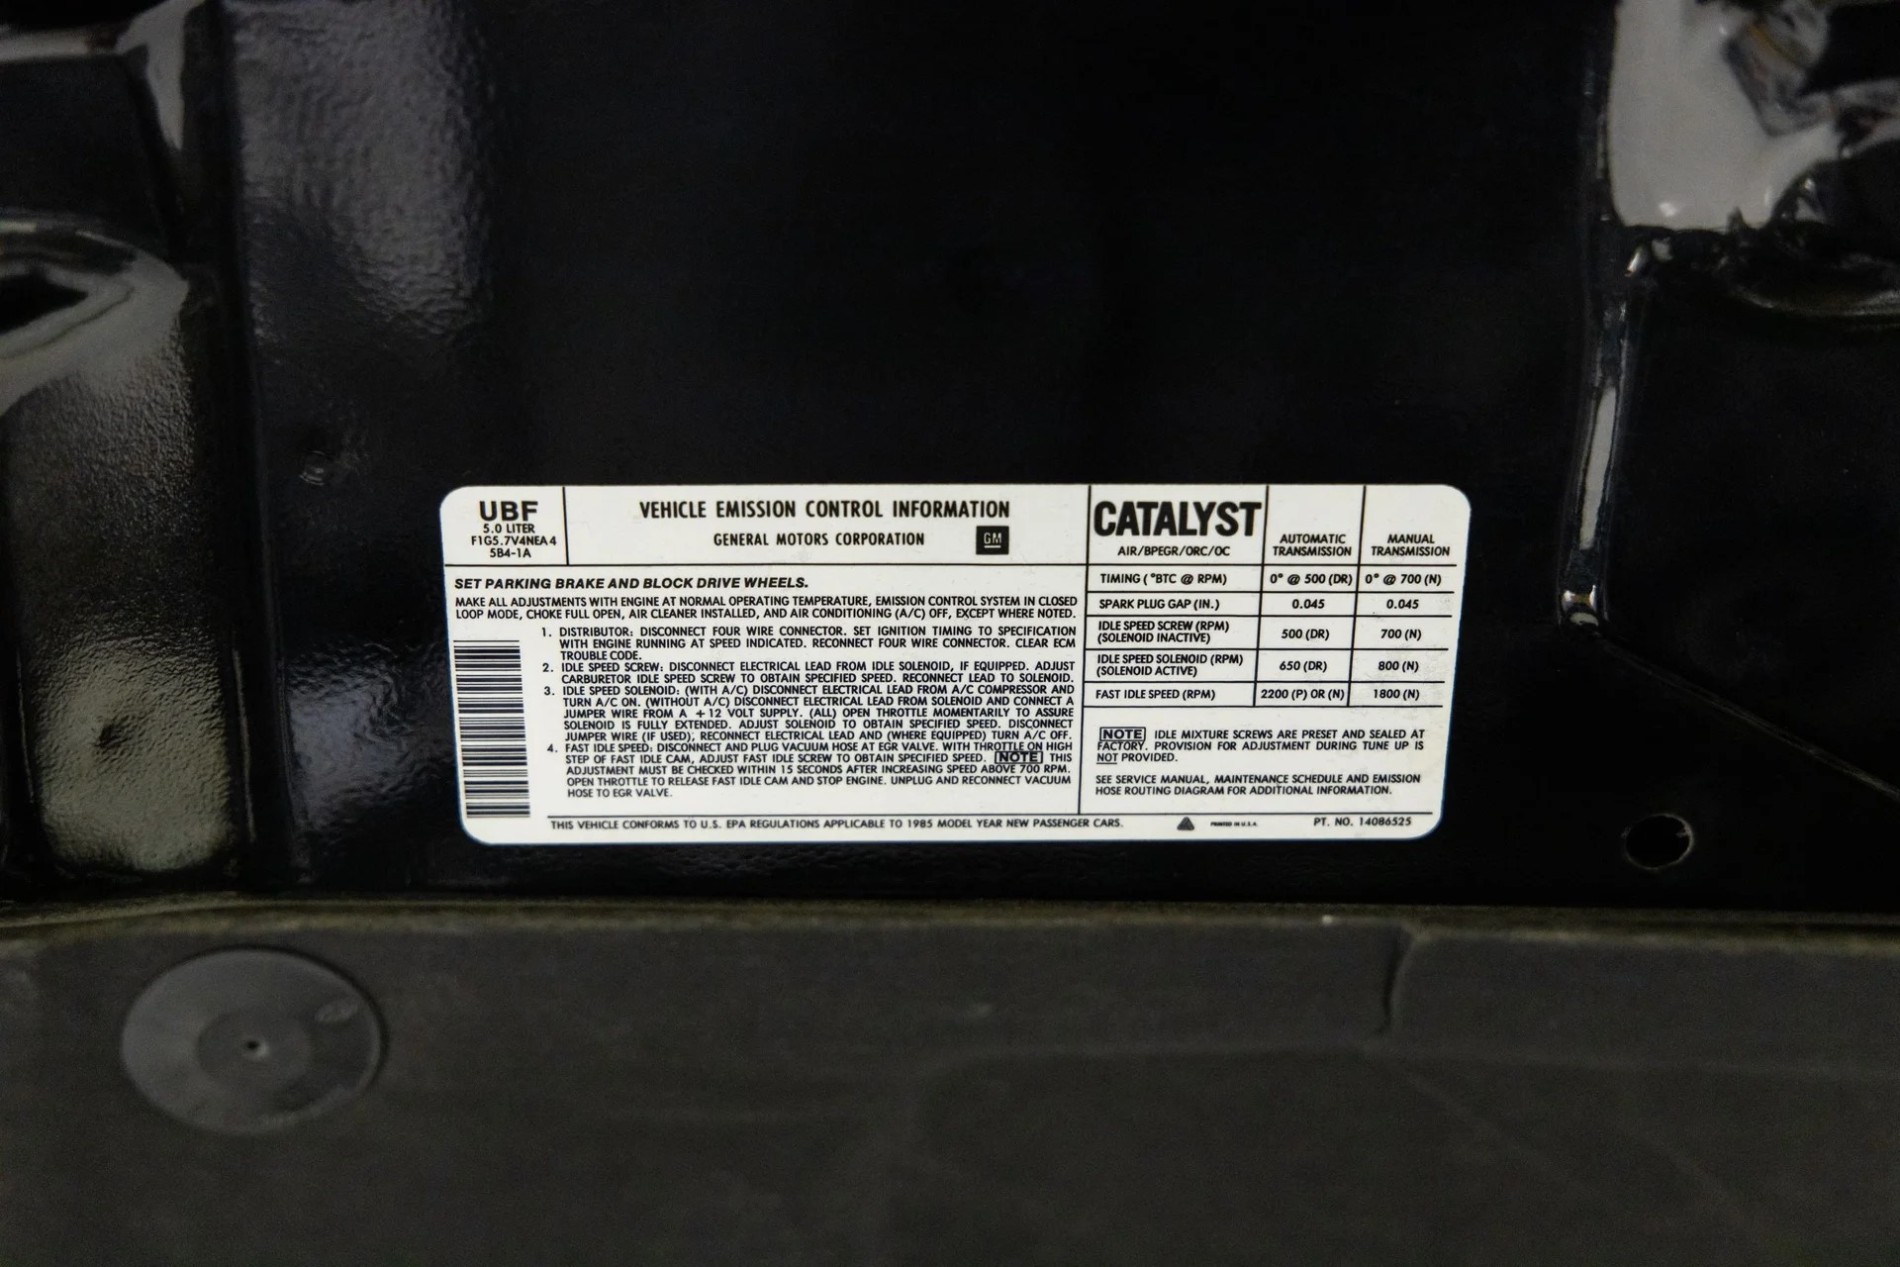 UBF
5.0 LITER
F1G5.7V4NEA4
5B4-1A
VEHICLE EMISSION CONTROL INFORMATION
GENERAL MOTORS CORPORATION
GM
SET PARKING BRAKE AND BLOCK DRIVE WHEELS.
MAKE ALL ADJUSTMENTS WITH ENGINE AT NORMAL OPERATING TEMPERATURE, EMISSION CONTROL SYSTEM IN CLOSED
LOOP MODE, CHOKE FULL OPEN, AIR CLEANER INSTALLED, AND AIR CONDITIONING (A/C) OFF, EXCEPT WHERE NOTED.
1. DISTRIBUTOR: DISCONNECT FOUR WIRE CONNECTOR. SET IGNITION TIMING TO SPECIFICATION
WITH ENGINE RUNNING AT SPEED INDICATED. RECONNECT FOUR WIRE CONNECTOR. CLEAR ECM
TROUBLE CODE.
2. IDLE SPEED SCREW: DISCONNECT ELECTRICAL LEAD FROM IDLE SOLENOID, IF EQUIPPED. ADJUST
CARBURETOR IDLE SPEED SCREW TO OBTAIN SPECIFIED SPEED. RECONNECT LEAD TO SOLENOID.
3. IDLE SPEED SOLENOID: (WITH A/C) DISCONNECT ELECTRICAL LEAD FROM A/C COMPRESSOR AND
TURN A/C ON. (WITHOUT A/C) DISCONNECT ELECTRICAL LEAD FROM SOLENOID AND CONNECT A
JUMPER WIRE FROM A +12 VOLT SUPPLY. (ALL) OPEN THROTTLE MOMENTARILY TO ASSURE
SOLENOID IS FULLY EXTENDED. ADJUST SOLENOID TO OBTAIN SPECIFIED SPEED. DISCONNECT
JUMPER WIRE (IF USED), RECONNECT ELECTRICAL LEAD AND (WHERE EQUIPPED) TURN A/C OFF.
4. FAST IDLE SPEED: DISCONNECT AND PLUG VACUUM HOSE AT EGR VALVE. WITH THROTTLE ON HIGH
STEP OF FAST IDLE CAM, ADJUST FAST IDLE SCREW TO OBTAIN SPECIFIED SPEED. NOTE THIS
ADJUSTMENT MUST BE CHECKED WITHIN 15 SECONDS AFTER INCREASING SPEED ABOVE 700 RPM.
OPEN THROTTLE TO RELEASE FAST IDLE CAM AND STOP ENGINE. UNPLUG AND RECONNECT VACUUM
HOSE TO EGR VALVE.
CATALYST
AIR/BPEGR/ORC/OC
AUTOMATIC TRANSMISSION MANUAL TRANSMISSION
TIMING (°BTC @ RPM) 0° @ 500 (DR) 0° @ 700 (N)
SPARK PLUG GAP (IN.) 0.045 0.045
IDLE SPEED SCREW (RPM)
(SOLENOID INACTIVE) 500 (DR) 700 (N)
IDLE SPEED SOLENOID (RPM)
(SOLENOID ACTIVE) 650 (DR) 800 (N)
FAST IDLE SPEED (RPM) 2200 (P) OR (N) 1800 (N)
NOTE IDLE MIXTURE SCREWS ARE PRESET AND SEALED AT
FACTORY. PROVISION FOR ADJUSTMENT DURING TUNE UP IS
NOT PROVIDED.
SEE SERVICE MANUAL, MAINTENANCE SCHEDULE AND EMISSION
HOSE ROUTING DIAGRAM FOR ADDITIONAL INFORMATION.
THIS VEHICLE CONFORMS TO U.S. EPA REGULATIONS APPLICABLE TO 1985 MODEL YEAR NEW PASSENGER CARS. PRINTED IN U.S.A. PT. NO. 14086525